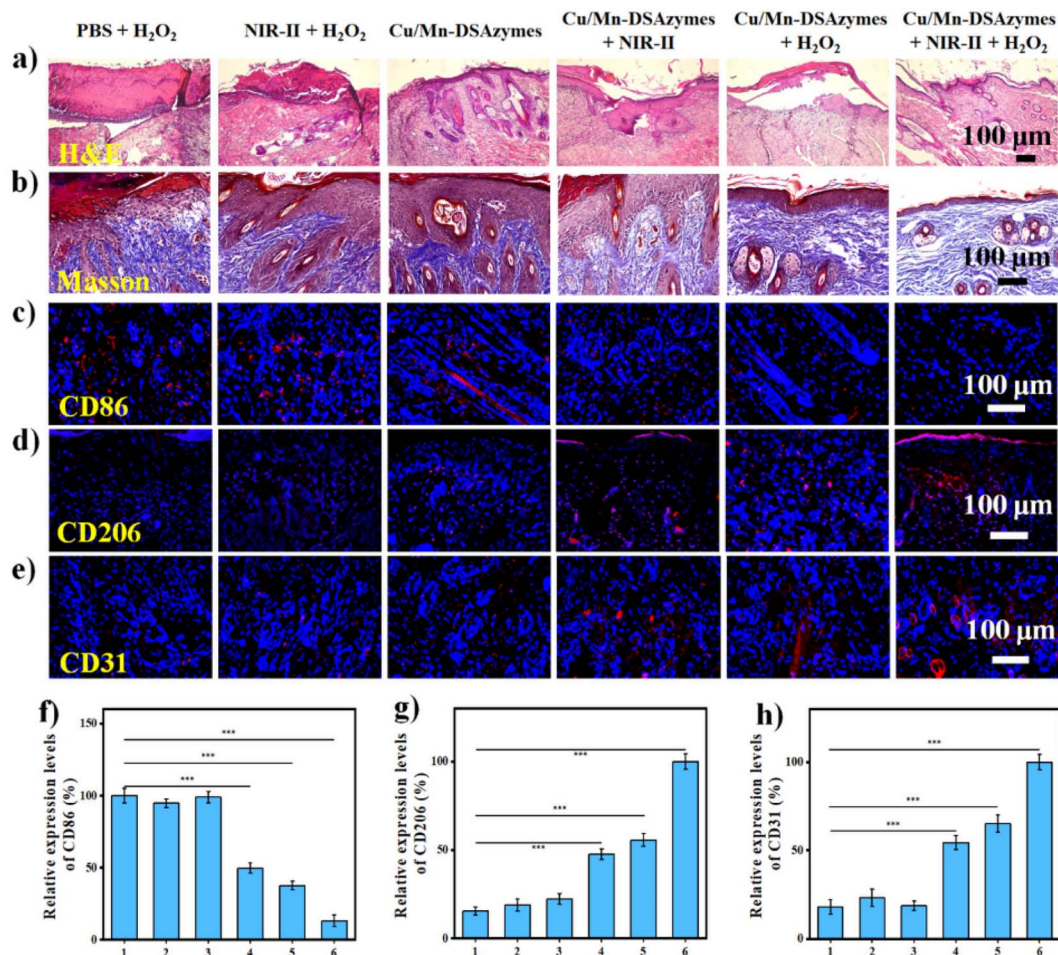 PBS + H₂O₂
NIR-II + H₂O₂
Cu/Mn-DSAzymes
Cu/Mn-DSAzymes
+ NIR-II
Cu/Mn-DSAzymes
+ H₂O₂
Cu/Mn-DSAzymes
+ NIR-II + H₂O₂
a)
H&E
100 μm
b)
Masson
100 μm
c)
CD86
100 μm
d)
CD206
100 μm
e)
CD31
100 μm
f)
Relative expression levels
of CD86 (%)
150
100
50
0
***
***
***
1 2 3 4 5 6
g)
Relative expression levels
of CD206 (%)
100
50
0
***
***
***
1 2 3 4 5 6
h)
Relative expression levels
of CD31 (%)
100
50
0
***
***
***
1 2 3 4 5 6